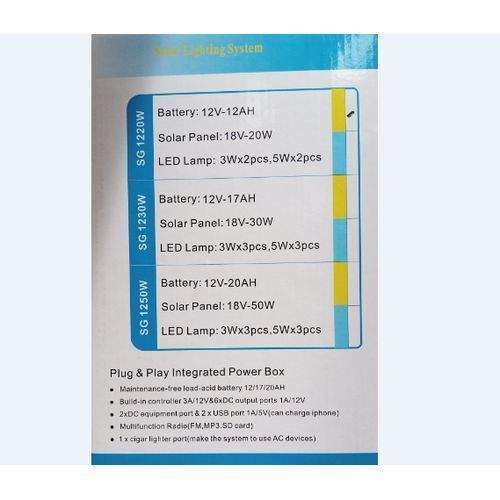 Solar Lighting System
SG 1220W
Battery: 12V-12AH
Solar Panel: 18V-20W
LED Lamp: 3Wx2pcs,5Wx2pcs
SG 1230W
Battery: 12V-17AH
Solar Panel: 18V-30W
LED Lamp: 3Wx3pcs,5Wx3pcs
SG 1250W
Battery: 12V-20AH
Solar Panel: 18V-50W
LED Lamp: 3Wx3pcs,5Wx3pcs
Plug & Play Integrated Power Box
• Maintenance-free lead-acid battery 12/17/20AH
• Build-in controller 3A/12V&6xDC output ports 1A/12V
• 2xDC equipment port & 2 x USB port 1A/5V(can charge iphone)
• Multifunction Radio(FM,MP3.SD card)
• 1 x cigar lighter port(make the system to use AC devices)